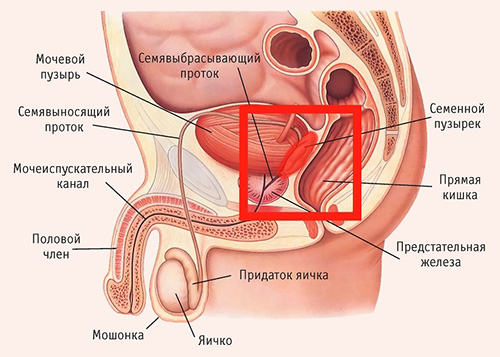 Мочевой
пузырь
Семявыбрасывающий
проток
Семявыносящий
проток
Семенной
пузырек
Мочеиспускательный
канал
Прямая
кишка
Половой
член
Предстательная
железа
Придаток яичка
Мошонка
Яичко